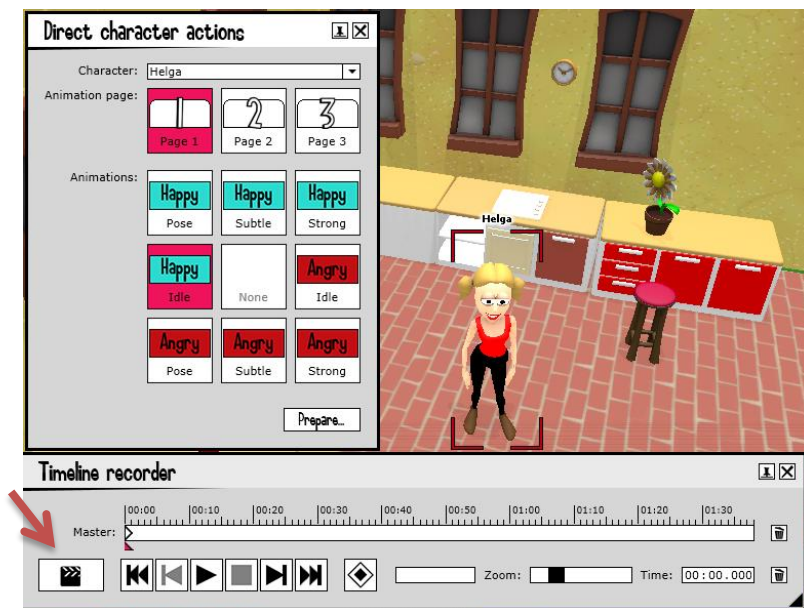 Direct character actions
Character: Helga
Animation page:
1 2 3
Page 1 Page 2 Page 3
Animations:
Happy Happy Happy
Pose Subtle Strong
Happy Angry
Idle None Idle
Angry Angry Angry
Pose Subtle Strong
Prepare...
Helga
Timeline recorder
00:00 00:10 00:20 00:30 00:40 00:50 01:00 01:10 01:20 01:30
Master:
Zoom: Time: 00:00.000